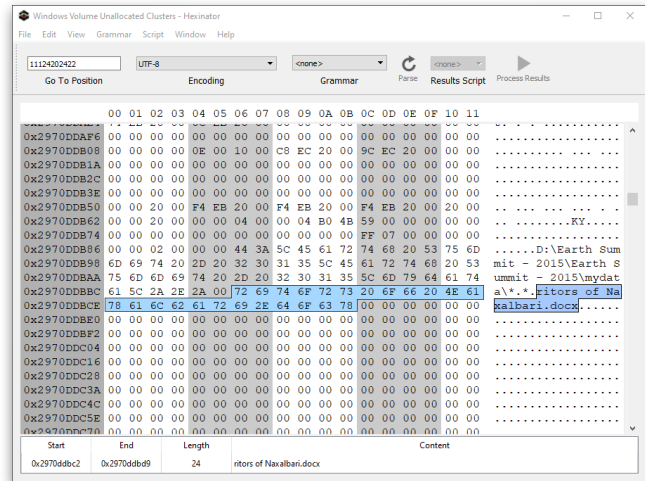 Windows Volume Unallocated Clusters - Hexinator
File Edit View Grammar Script Window Help
11124202422 UTF-8 <none> <none>
Go To Position Encoding Grammar Parse Results Script Process Results
00 01 02 03 04 05 06 07 08 09 0A 0B 0C 0D 0E 0F 10 11
0x2970DDAF6 00 00 00 00 00 00 00 00 00 00 00 00 00 00 00 00 00 00 ..................
0x2970DDB08 00 00 00 00 0E 00 10 00 C8 EC 20 00 9C EC 20 00 00 00
0x2970DDB1A 00 00 00 00 00 00 00 00 00 00 00 00 00 00 00 00 00 00 ..................
0x2970DDB2C 00 00 00 00 00 00 00 00 00 00 00 00 00 00 00 00 00 00 ..................
0x2970DDB3E 00 00 00 00 00 00 00 00 00 00 00 00 00 00 00 00 00 00 ..................
0x2970DDB50 00 00 20 00 F4 EB 20 00 F4 EB 20 00 F4 EB 20 00 20 00
0x2970DDB62 00 00 20 00 00 00 04 00 00 04 B0 4B 59 00 00 00 00 00 .. ........KY.....
0x2970DDB74 00 00 00 00 00 00 00 00 00 00 00 00 FF 07 00 00 00 00
0x2970DDB86 00 00 02 00 00 00 44 3A 5C 45 61 72 74 68 20 53 75 6D ......D:\Earth Sum
0x2970DDB98 6D 69 74 20 2D 20 32 30 31 35 5C 45 61 72 74 68 20 53 mit - 2015\Earth S
0x2970DDBAA 75 6D 6D 69 74 20 2D 20 32 30 31 35 5C 6D 79 64 61 74 ummit - 2015\mydat
0x2970DDBBC 61 5C 2A 2E 2A 00 72 69 74 6F 72 73 20 6F 66 20 4E 61 a\*.*.ritors of Na
0x2970DDBCE 78 61 6C 62 61 72 69 2E 64 6F 63 78 00 00 00 00 00 00 xalbari.docx......
0x2970DDBE0 00 00 00 00 00 00 00 00 00 00 00 00 00 00 00 00 00 00 ..................
0x2970DDBF2 00 00 00 00 00 00 00 00 00 00 00 00 00 00 00 00 00 00 ..................
0x2970DDC04 00 00 00 00 00 00 00 00 00 00 00 00 00 00 00 00 00 00 ..................
0x2970DDC16 00 00 00 00 00 00 00 00 00 00 00 00 00 00 00 00 00 00 ..................
0x2970DDC28 00 00 00 00 00 00 00 00 00 00 00 00 00 00 00 00 00 00 ..................
0x2970DDC3A 00 00 00 00 00 00 00 00 00 00 00 00 00 00 00 00 00 00 ..................
0x2970DDC4C 00 00 00 00 00 00 00 00 00 00 00 00 00 00 00 00 00 00 ..................
0x2970DDC5E 00 00 00 00 00 00 00 00 00 00 00 00 00 00 00 00 00 00 ..................
0x2970DDC70 00 00 00 00 00 00 00 00 00 00 00 00 00 00 00 00 00 00 ..................
Start End Length Content
0x2970ddbc2 0x2970ddbd9 24 ritors of Naxalbari.docx